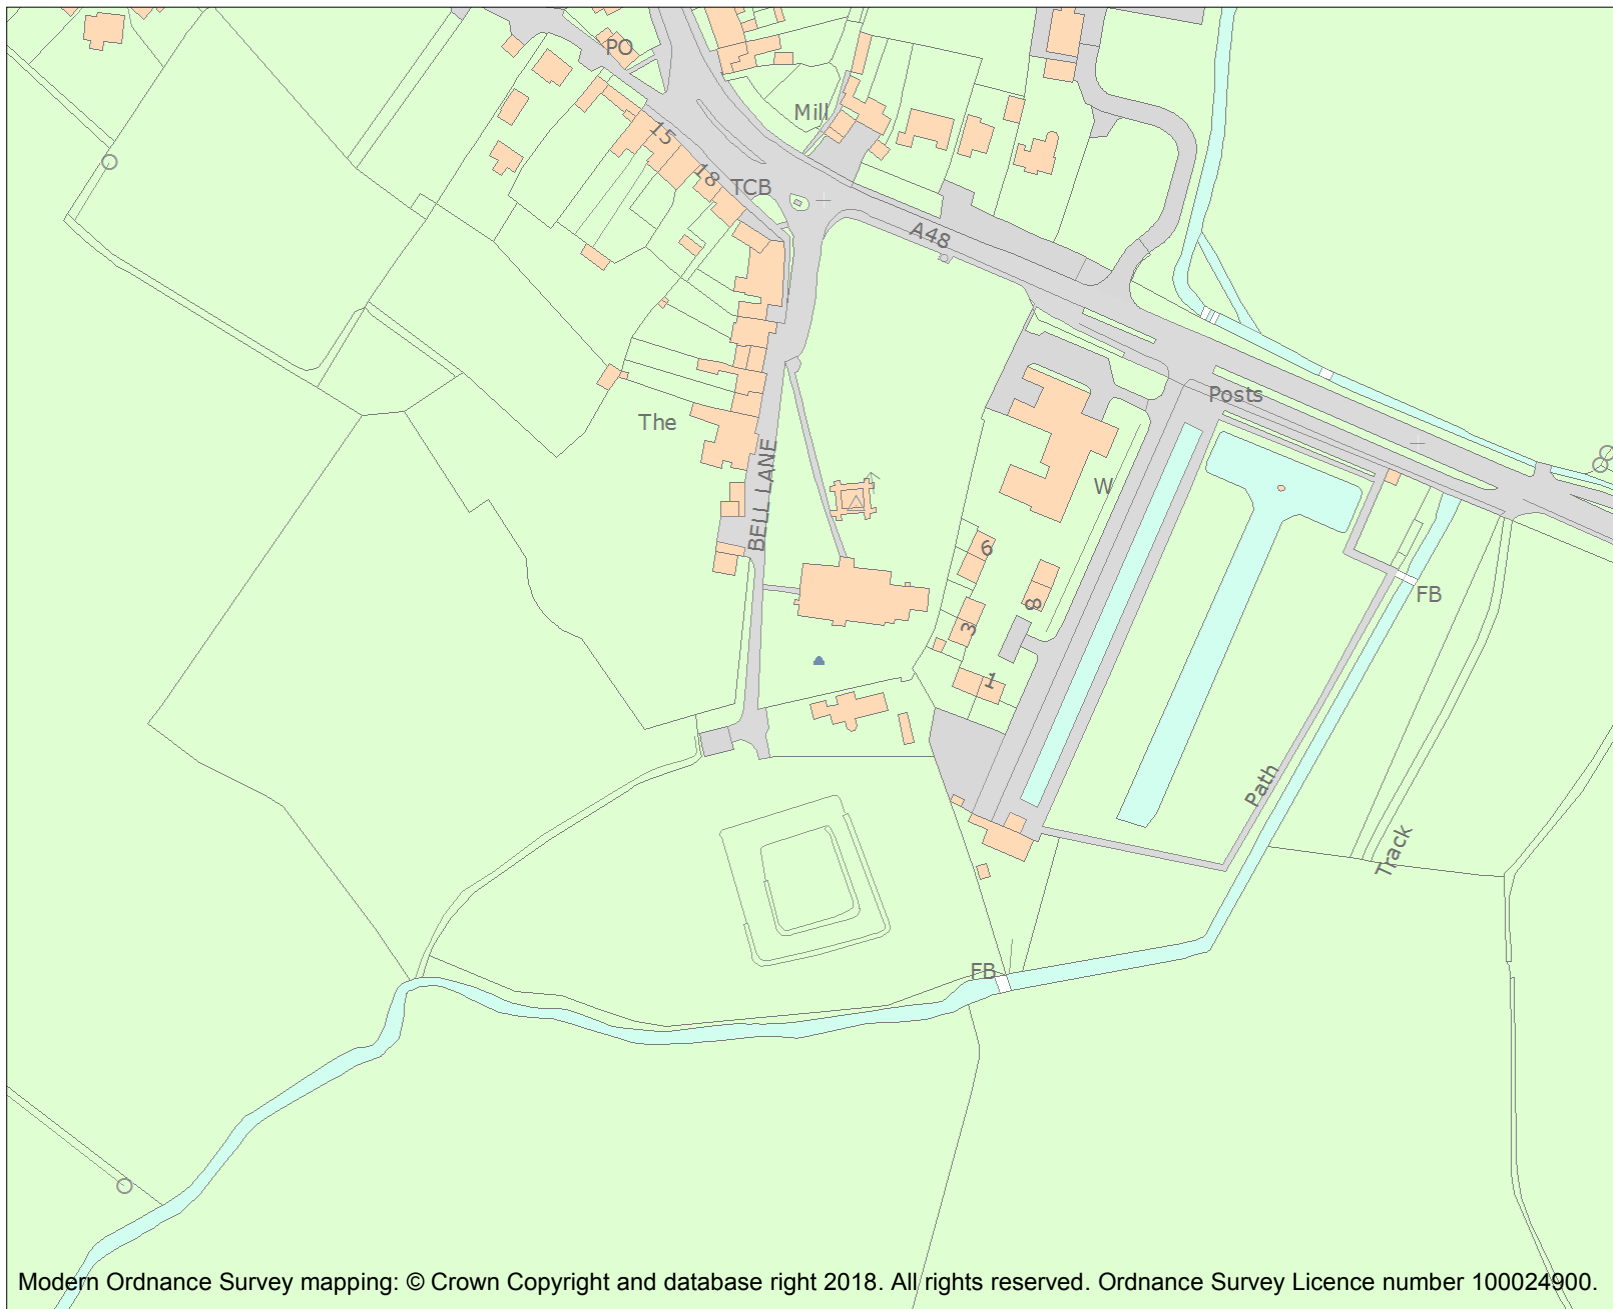 PO
Mill
15
18
TCB
A48
Posts
The
BELL LANE
W
6
8
3
1
FB
Path
Track
FB
Modern Ordnance Survey mapping: © Crown Copyright and database right 2018. All rights reserved. Ordnance Survey Licence number 100024900.